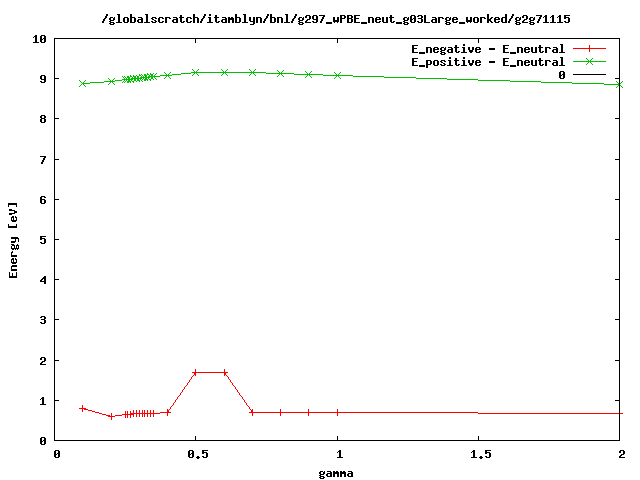 /globalscratch/itamblyn/bnl/g297_wPBE_neut_g03Large_worked/g2g71115
E_negative - E_neutral
E_positive - E_neutral
0
10
9
8
7
6
5
4
3
2
1
0
Energy [eV]
0 0.5 1 1.5 2
gamma